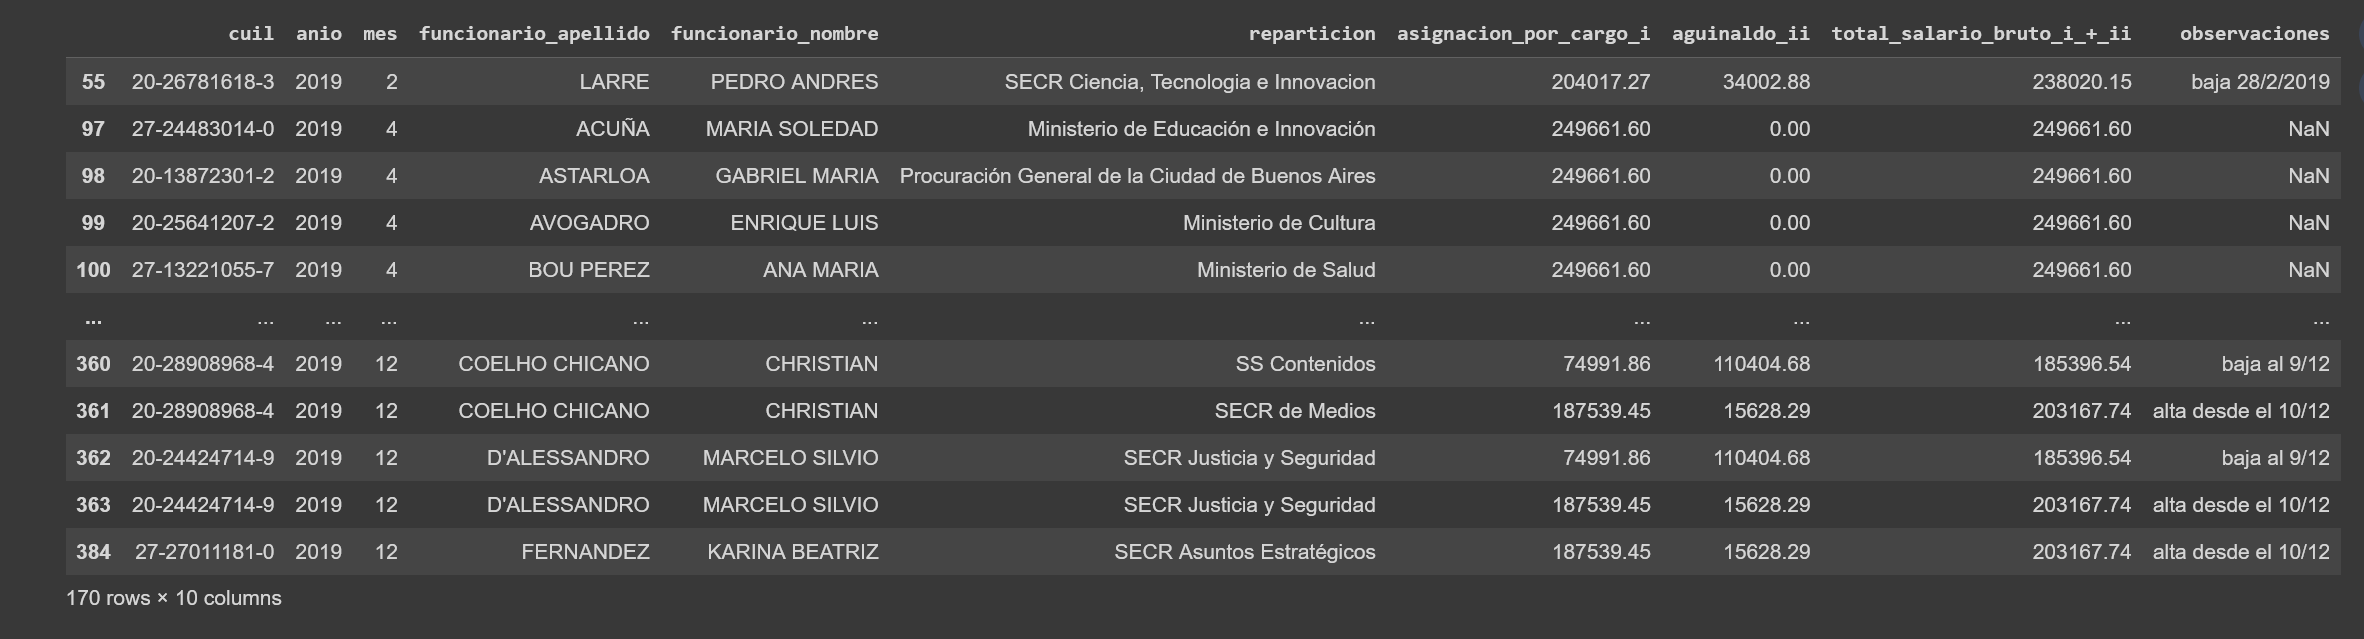 cuil anio mes funcionario_apellido funcionario_nombre reparticion asignacion_por_cargo_i aguinaldo_ii total_salario_bruto_i_+_ii observaciones
55 20-26781618-3 2019 2 LARRE PEDRO ANDRES SECR Ciencia, Tecnologia e Innovacion 204017.27 34002.88 238020.15 baja 28/2/2019
97 27-24483014-0 2019 4 ACUÑA MARIA SOLEDAD Ministerio de Educación e Innovación 249661.60 0.00 249661.60 NaN
98 20-13872301-2 2019 4 ASTARLOA GABRIEL MARIA Procuración General de la Ciudad de Buenos Aires 249661.60 0.00 249661.60 NaN
99 20-25641207-2 2019 4 AVOGADRO ENRIQUE LUIS Ministerio de Cultura 249661.60 0.00 249661.60 NaN
100 27-13221055-7 2019 4 BOU PEREZ ANA MARIA Ministerio de Salud 249661.60 0.00 249661.60 NaN
... ... ... ... ... ... ... ... ... ... ...
360 20-28908968-4 2019 12 COELHO CHICANO CHRISTIAN SS Contenidos 74991.86 110404.68 185396.54 baja al 9/12
361 20-28908968-4 2019 12 COELHO CHICANO CHRISTIAN SECR de Medios 187539.45 15628.29 203167.74 alta desde el 10/12
362 20-24424714-9 2019 12 D'ALESSANDRO MARCELO SILVIO SECR Justicia y Seguridad 74991.86 110404.68 185396.54 baja al 9/12
363 20-24424714-9 2019 12 D'ALESSANDRO MARCELO SILVIO SECR Justicia y Seguridad 187539.45 15628.29 203167.74 alta desde el 10/12
384 27-27011181-0 2019 12 FERNANDEZ KARINA BEATRIZ SECR Asuntos Estratégicos 187539.45 15628.29 203167.74 alta desde el 10/12
170 rows × 10 columns